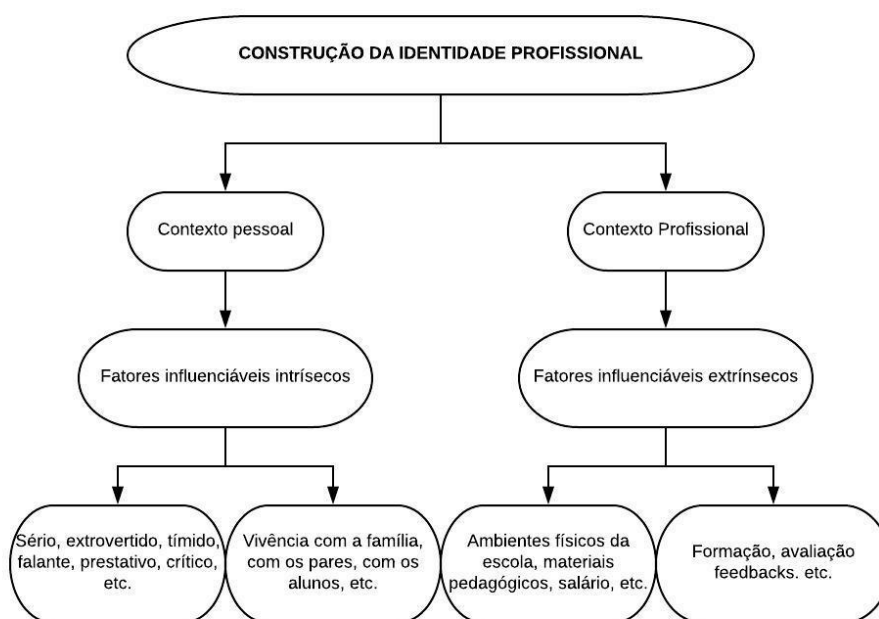 CONSTRUÇÃO DA IDENTIDADE PROFISSIONAL
Contexto pessoal
Contexto Profissional
Fatores influenciáveis intrísecos
Fatores influenciáveis extrínsecos
Sério, extrovertido, tímido,
falante, prestativo, crítico,
etc.
Vivência com a família,
com os pares, com os
alunos, etc.
Ambientes físicos da
escola, materiais
pedagógicos, salário, etc.
Formação, avaliação
feedbacks. etc.